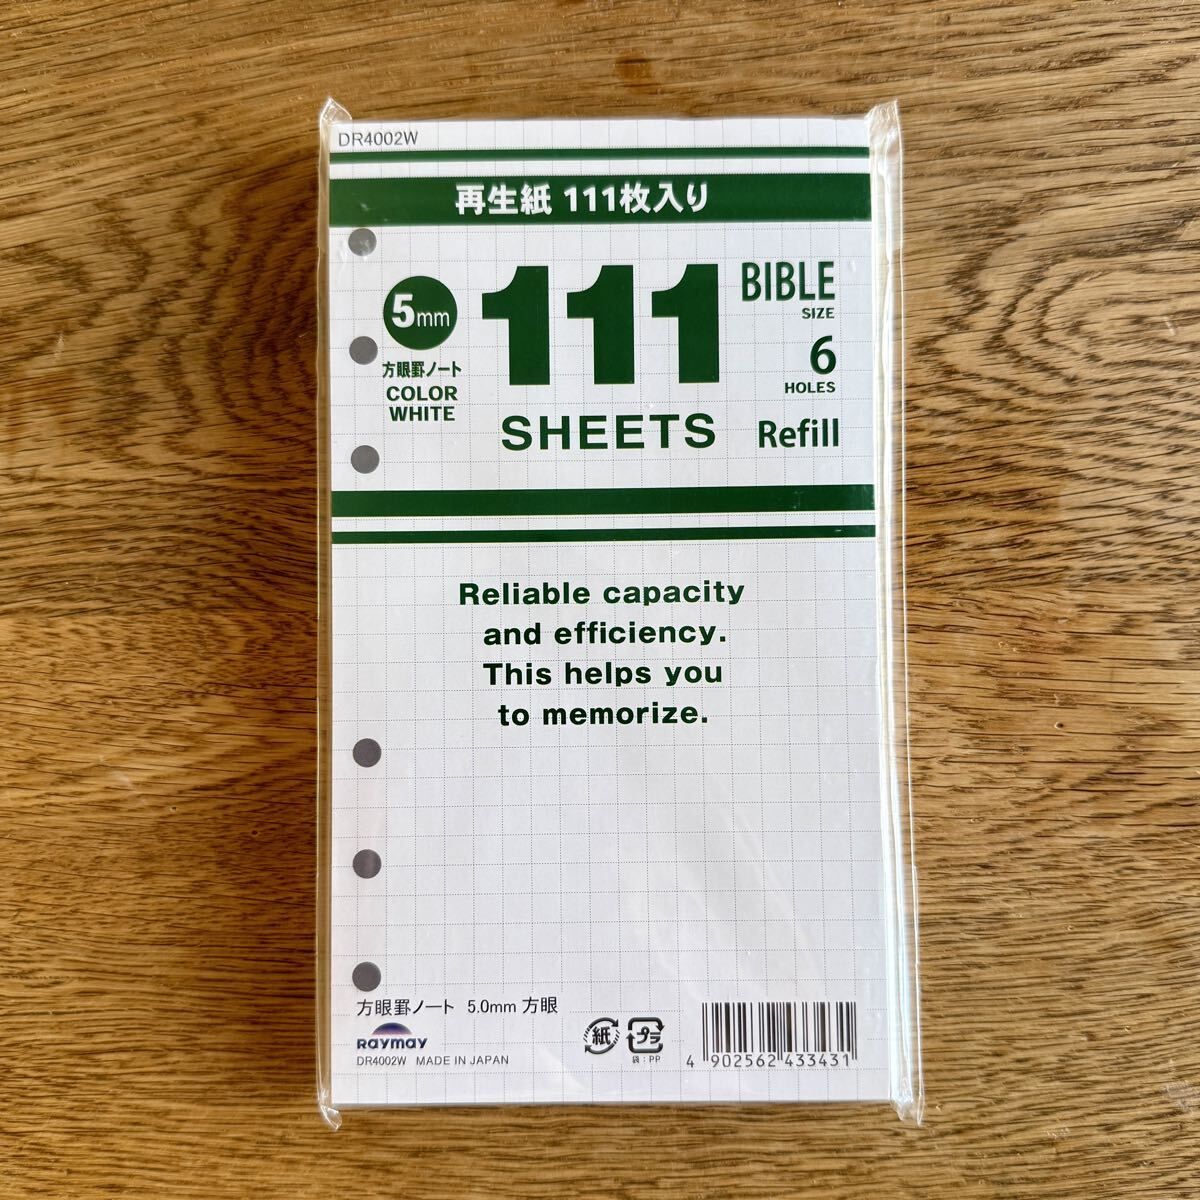 DR4002W
再生紙 111枚入り
5mm
方眼罫ノート
COLOR
WHITE
111
SHEETS
BIBLE
SIZE
6
HOLES
Refill
Reliable capacity
and efficiency.
This helps you
to memorize.
方眼罫ノート 5.0mm 方眼
RAYMAY
DR4002W MADE IN JAPAN
紙
プラ
袋:PP
4 902562 433431